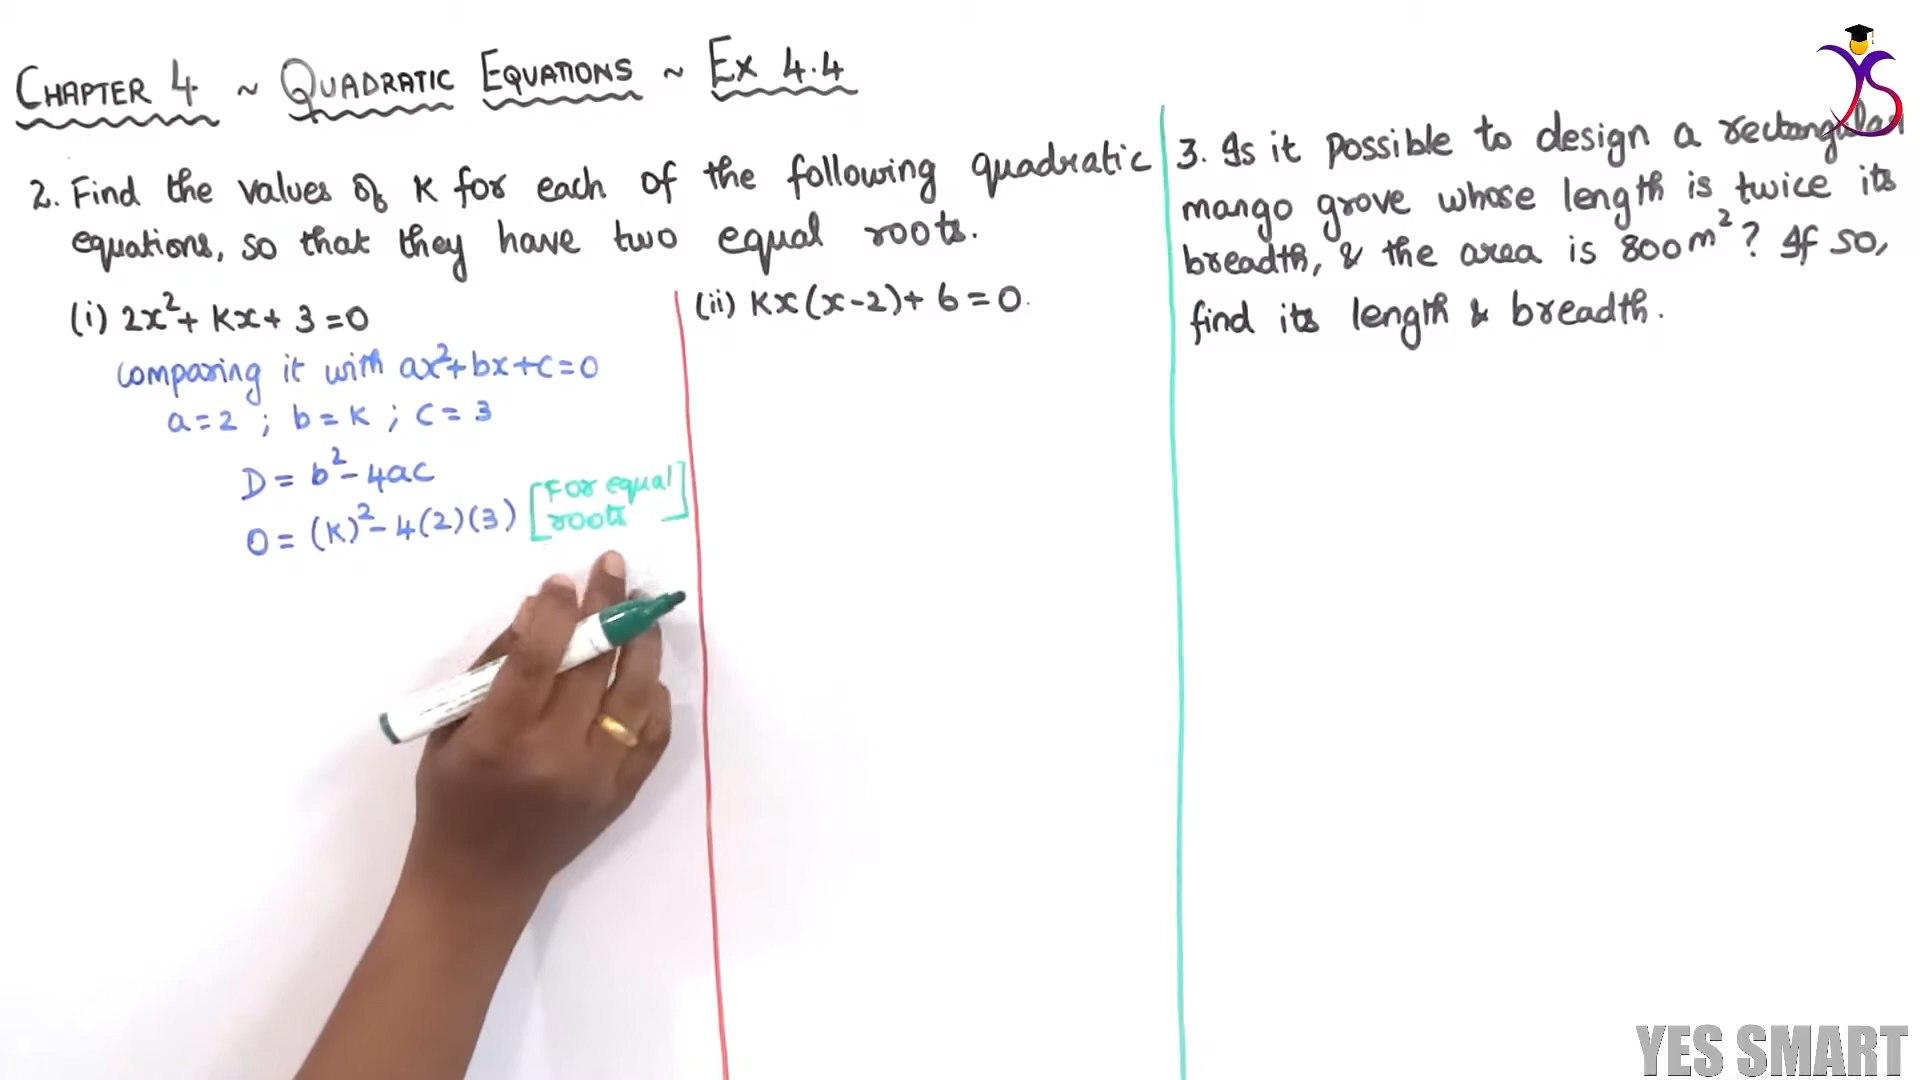 CHAPTER 4 ~ QUADRATIC EQUATIONS ~ EX 4.4
2. Find the values of K for each of the following quadratic
equations, so that they have two equal roots.
(i) 2x²+ Kx+ 3=0
Comparing it with ax²+bx+c=0
a=2 ; b=K ; C=3
D = b²-4ac
0 = (K)²-4(2)(3) [For equal
roots]
(ii) Kx(x-2)+ 6=0.
3. Is it possible to design a rectangular
mango grove whose length is twice its
breadth, & the area is 800m²? If so,
find its length & breadth.
YES SMART